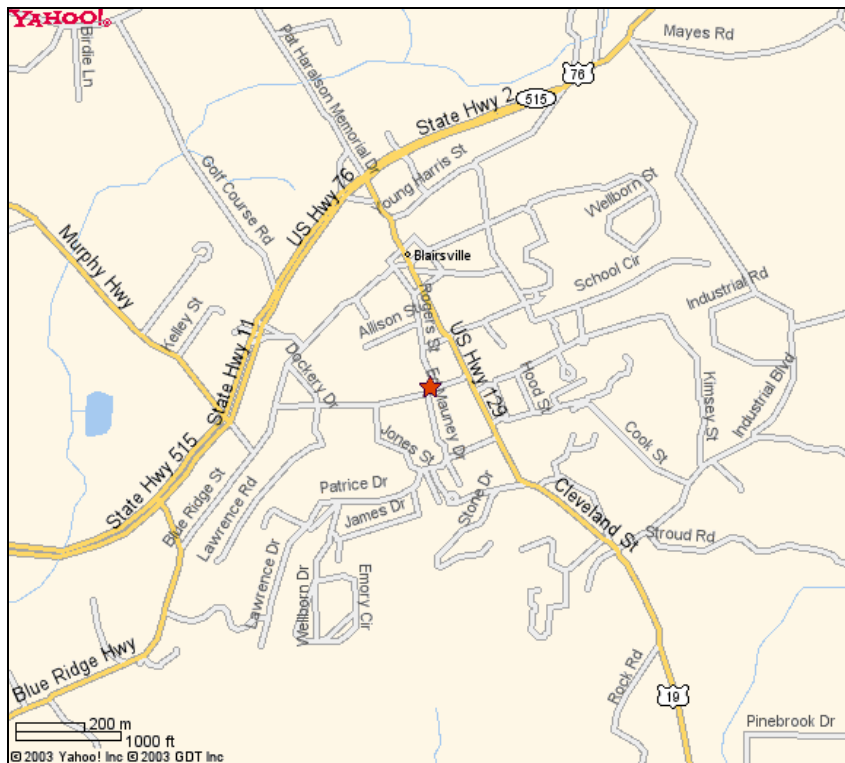 YAHOO!®
Birdie Ln
Pat Haralson Memorial Dr
Mayes Rd
76
515
State Hwy 2
Golf Course Rd
US Hwy 76
Young Harris St
Wellborn St
Murphy Hwy
Blairsville
School Cir
Industrial Rd
Kelley St
Rogers St
Allison St
State Hwy 11
US Hwy 129
Dockery Dr
Hood St
Kimsey St
Industrial Blvd
Mauney Dr
Jones St
Cook St
State Hwy 515
Blue Ridge St
Lawrence Rd
Patrice Dr
James Dr
Stone Dr
Cleveland St
Stroud Rd
Lawrence Dr
Wellborn Dr
Emory Cir
Blue Ridge Hwy
Rock Rd
19
Pinebrook Dr
200 m
1000 ft
© 2003 Yahoo! Inc © 2003 GDT Inc